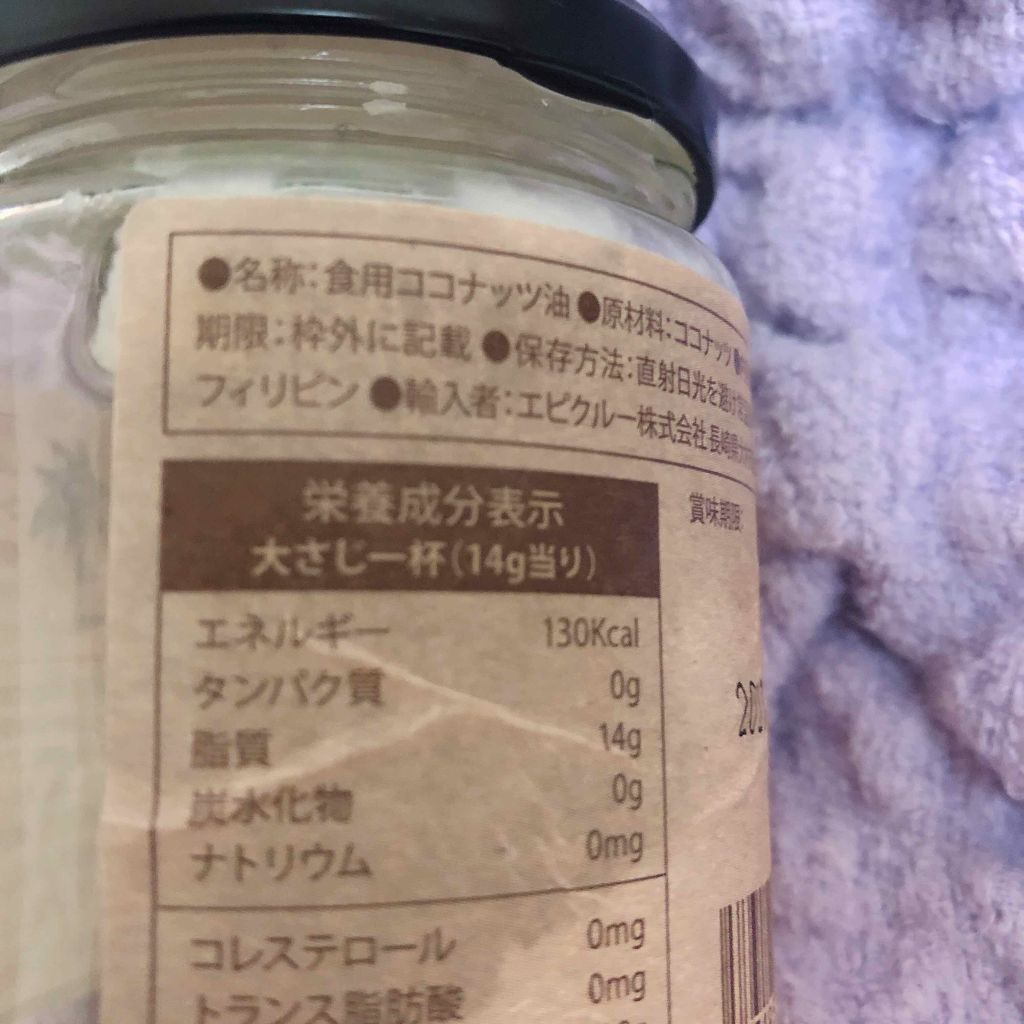 ●名称：食用ココナッツ油 ●原材料：ココナッツ
期限：枠外に記載 ●保存方法：直射日光を避け
フィリピン ●輸入者：エピクルー株式会社 長崎県
賞味期限：
栄養成分表示
大さじ一杯（14g当り）
エネルギー 130Kcal
タンパク質 0g
脂質 14g
炭水化物 0g
ナトリウム 0mg
コレステロール 0mg
トランス脂肪酸 0mg
201